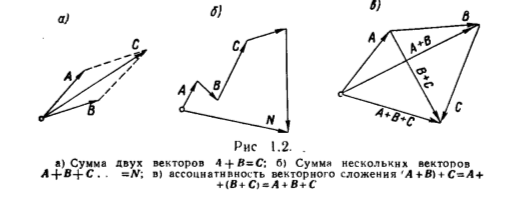 а)
б)
в)
A
C
B
A
B
C
N
A
B
A+B
B+C
A+B+C
C
Рис 1.2.
а) Сумма двух векторов A+B=C; б) Сумма нескольких векторов
A+B+C . . =N; в) ассоциативность векторного сложения (A+B)+C=A+
+(B+C)=A+B+C